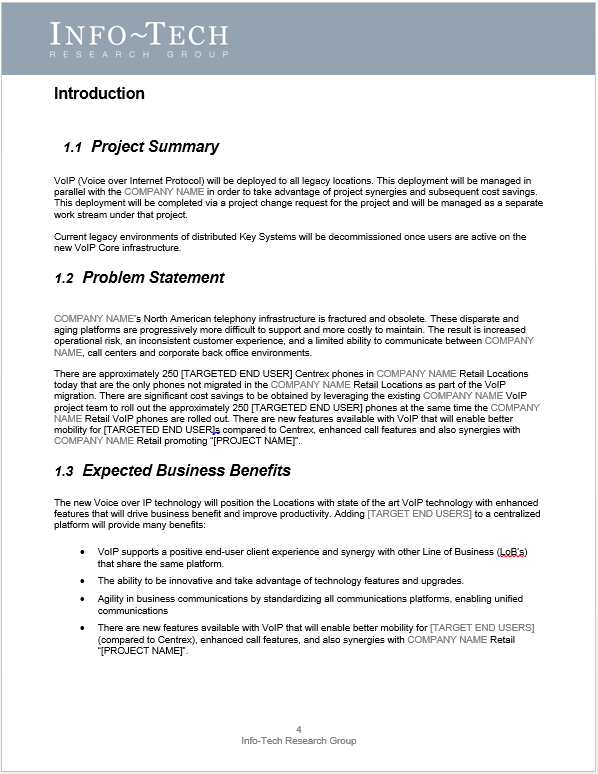 INFO~TECH
RESEARCH GROUP
Introduction
1.1 Project Summary
VoIP (Voice over Internet Protocol) will be deployed to all legacy locations. This deployment will be managed in
parallel with the COMPANY NAME in order to take advantage of project synergies and subsequent cost savings.
This deployment will be completed via a project change request for the project and will be managed as a separate
work stream under that project.
Current legacy environments of distributed Key Systems will be decommissioned once users are active on the
new VoIP Core infrastructure.
1.2 Problem Statement
COMPANY NAME's North American telephony infrastructure is fractured and obsolete. These disparate and
aging platforms are progressively more difficult to support and more costly to maintain. The result is increased
operational risk, an inconsistent customer experience, and a limited ability to communicate between COMPANY
NAME, call centers and corporate back office environments.
There are approximately 250 [TARGETED END USER] Centrex phones in COMPANY NAME Retail Locations
today that are the only phones not migrated in the COMPANY NAME Retail Locations as part of the VoIP
migration. There are significant cost savings to be obtained by leveraging the existing COMPANY NAME VoIP
project team to roll out the approximately 250 [TARGETED END USER] phones at the same time the COMPANY
NAME Retail VoIP phones are rolled out. There are new features available with VoIP that will enable better
mobility for [TARGETED END USER]s compared to Centrex, enhanced call features and also synergies with
COMPANY NAME Retail promoting "[PROJECT NAME]".
1.3 Expected Business Benefits
The new Voice over IP technology will position the Locations with state of the art VoIP technology with enhanced
features that will drive business benefit and improve productivity. Adding [TARGET END USERS] to a centralized
platform will provide many benefits:
• VoIP supports a positive end-user client experience and synergy with other Line of Business (LoB's)
that share the same platform.
• The ability to be innovative and take advantage of technology features and upgrades.
• Agility in business communications by standardizing all communications platforms, enabling unified
communications
• There are new features available with VoIP that will enable better mobility for [TARGET END USERS]
(compared to Centrex), enhanced call features, and also synergies with COMPANY NAME Retail
"[PROJECT NAME]".
4
Info-Tech Research Group